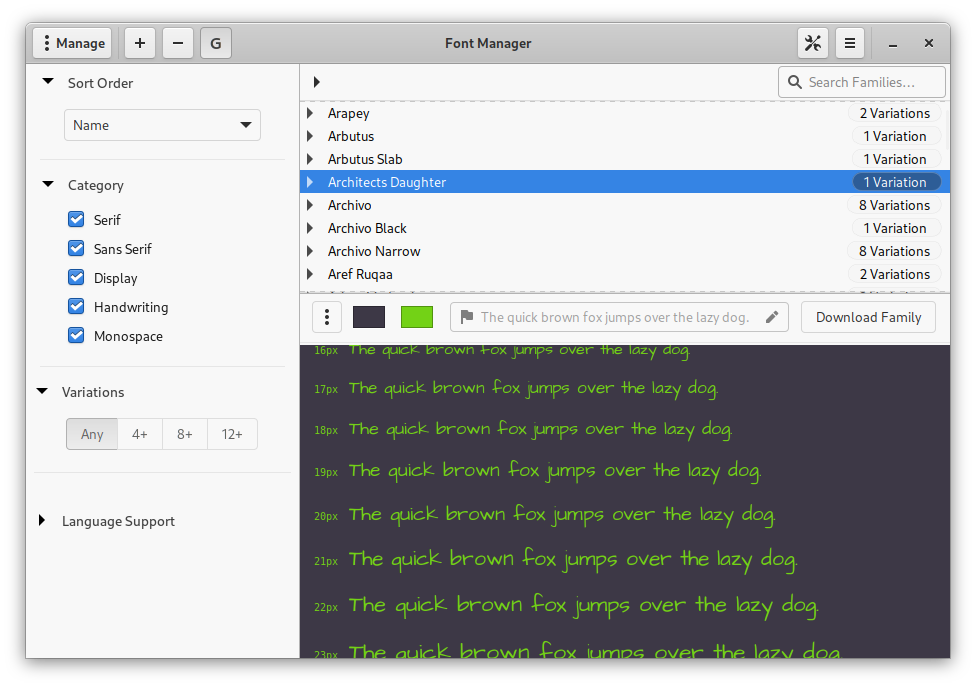 Manage
G
Font Manager
Sort Order
Name
Category
Serif
Sans Serif
Display
Handwriting
Monospace
Variations
Any 4+ 8+ 12+
Language Support
Search Families...
Arapey 2 Variations
Arbutus 1 Variation
Arbutus Slab 1 Variation
Architects Daughter 1 Variation
Archivo 8 Variations
Archivo Black 1 Variation
Archivo Narrow 8 Variations
Aref Ruqaa 2 Variations
The quick brown fox jumps over the lazy dog.
Download Family
16px The quick brown fox jumps over the lazy dog.
17px The quick brown fox jumps over the lazy dog.
18px The quick brown fox jumps over the lazy dog.
19px The quick brown fox jumps over the lazy dog.
20px The quick brown fox jumps over the lazy dog.
21px The quick brown fox jumps over the lazy dog.
22px The quick brown fox jumps over the lazy dog.
23px The quick brown fox jumps over the lazy dog.